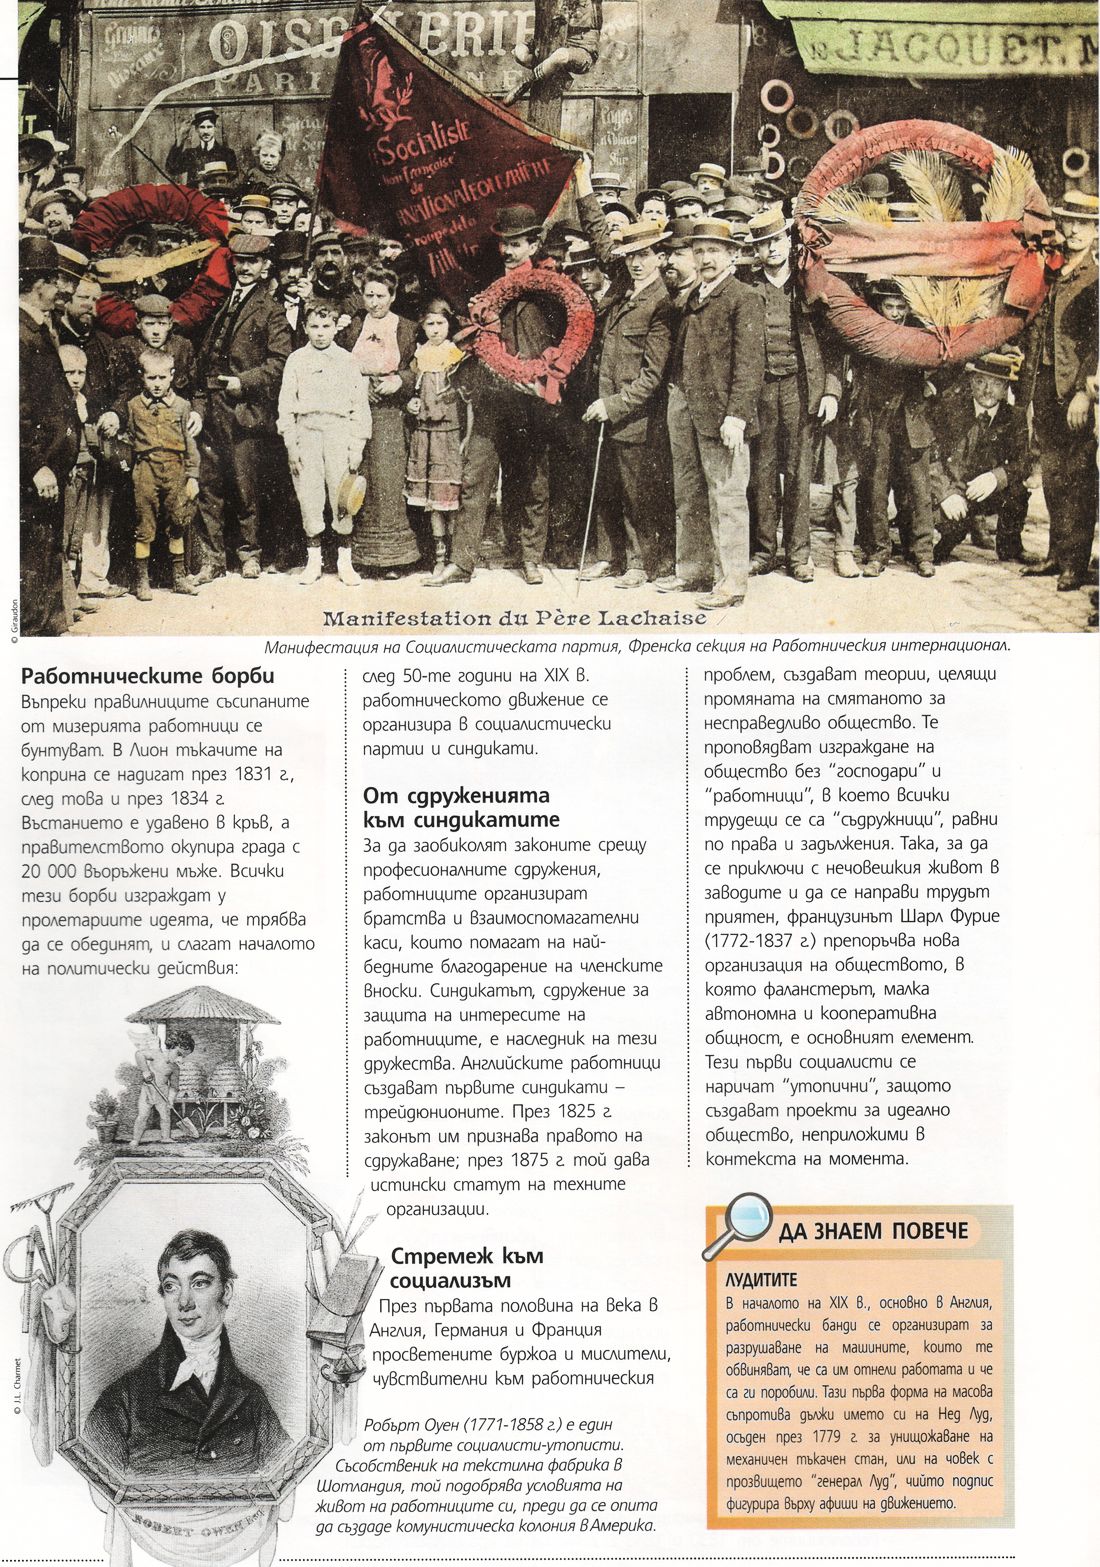 OISELLERIE
PARISIENNE
JACQUET. M
Socialiste
française
de
NATIONALE OUVRIÈRE
Groupe de la
Manifestation du Père Lachaise
© Giraudon
Манифестация на Социалистическата партия, Френска секция на Работническия интернационал.
Работническите борби
Въпреки правилниците съсипаните
от мизерията работници се
бунтуват. В Лион тъкачите на
коприна се надигат през 1831 г.,
след това и през 1834 г.
Въстанието е удавено в кръв, а
правителството окупира града с
20 000 въоръжени мъже. Всички
тези борби изграждат у
пролетариите идеята, че трябва
да се обединят, и слагат началото
на политически действия:
след 50-те години на XIX в.
работническото движение се
организира в социалистически
партии и синдикати.
От сдруженията
към синдикатите
За да заобиколят законите срещу
професионалните сдружения,
работниците организират
братства и взаимоспомагателни
каси, които помагат на най-
бедните благодарение на членските
вноски. Синдикатът, сдружение за
защита на интересите на
работниците, е наследник на тези
дружества. Английските работници
създават първите синдикати –
трейдюнионите. През 1825 г.
законът им признава правото на
сдружаване; през 1875 г. той дава
истински статут на техните
организации.
Стремеж към
социализъм
През първата половина на века в
Англия, Германия и Франция
просветените буржоа и мислители,
чувствителни към работническия
проблем, създават теории, целящи
промяната на смятаното за
несправедливо общество. Те
проповядват изграждане на
общество без “господари” и
“работници”, в което всички
трудещи се са “съдружници”, равни
по права и задължения. Така, за да
се приключи с нечовешкия живот в
заводите и да се направи трудът
приятен, французинът Шарл Фурие
(1772-1837 г.) препоръчва нова
организация на обществото, в
която фаланстерът, малка
автономна и кооперативна
общност, е основният елемент.
Тези първи социалисти се
наричат “утопични”, защото
създават проекти за идеално
общество, неприложими в
контекста на момента.
© J.L. Charmet
ROBERT OWEN
Робърт Оуен (1771-1858 г.) е един
от първите социалисти-утописти.
Съсобственик на текстилна фабрика в
Шотландия, той подобрява условията на
живот на работниците си, преди да се опита
да създаде комунистическа колония в Америка.
ДА ЗНАЕМ ПОВЕЧЕ
ЛУДИТИТЕ
В началото на XIX в., основно в Англия,
работнически банди се организират за
разрушаване на машините, които те
обвиняват, че са им отнели работата и че
са ги поробили. Тази първа форма на масова
съпротива дължи името си на Нед Луд,
осъден през 1779 г. за унищожаване на
механичен тъкачен стан, или на човек с
прозвището “генерал Луд”, чийто подпис
фигурира върху афиши на движението.